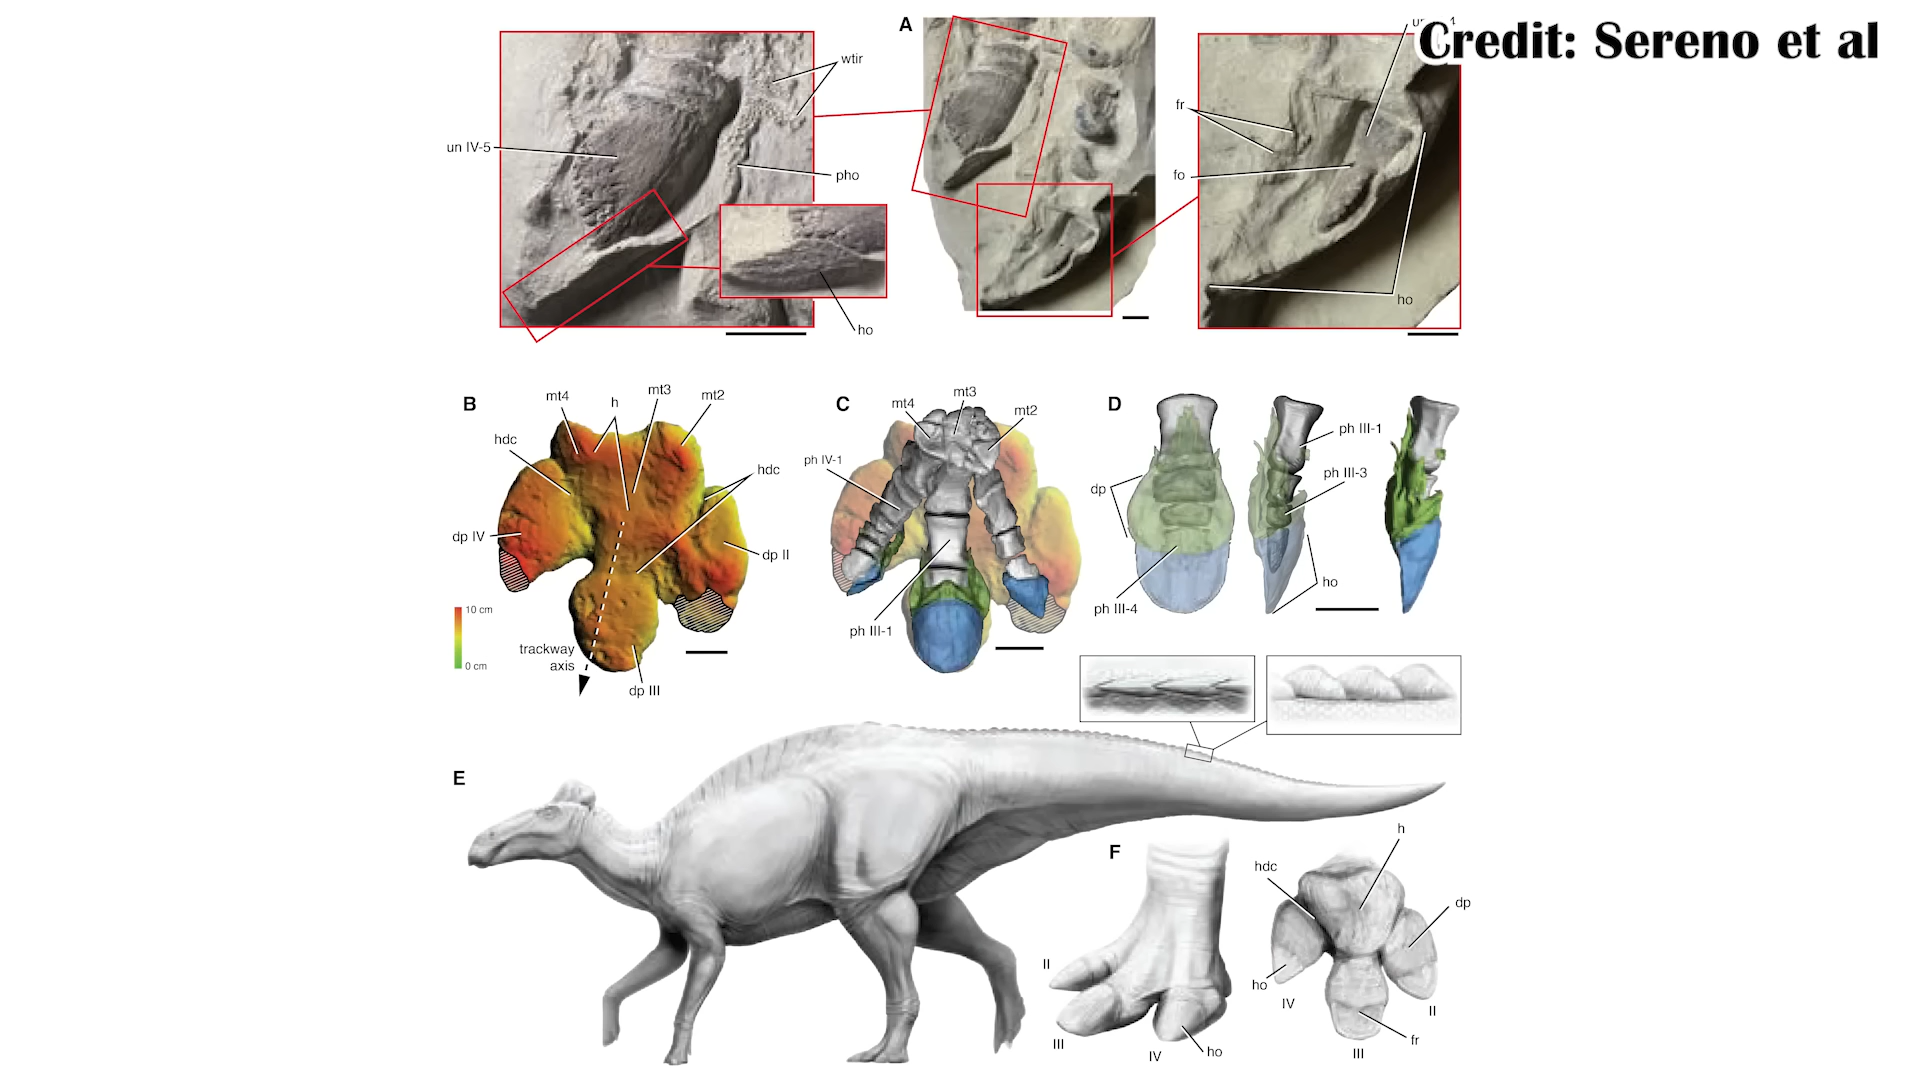 Credit: Sereno et al
A
wtir
un IV-5
pho
ho
fr
fo
ho
B
mt4
h
mt3
mt2
hdc
hdc
dp IV
dp II
10 cm
0 cm
trackway
axis
dp III
C
mt4
mt3
mt2
ph IV-1
ph III-1
D
ph III-1
ph III-3
dp
ph III-4
ho
E
F
h
hdc
dp
II
ho
IV
II
III
IV
ho
fr
III